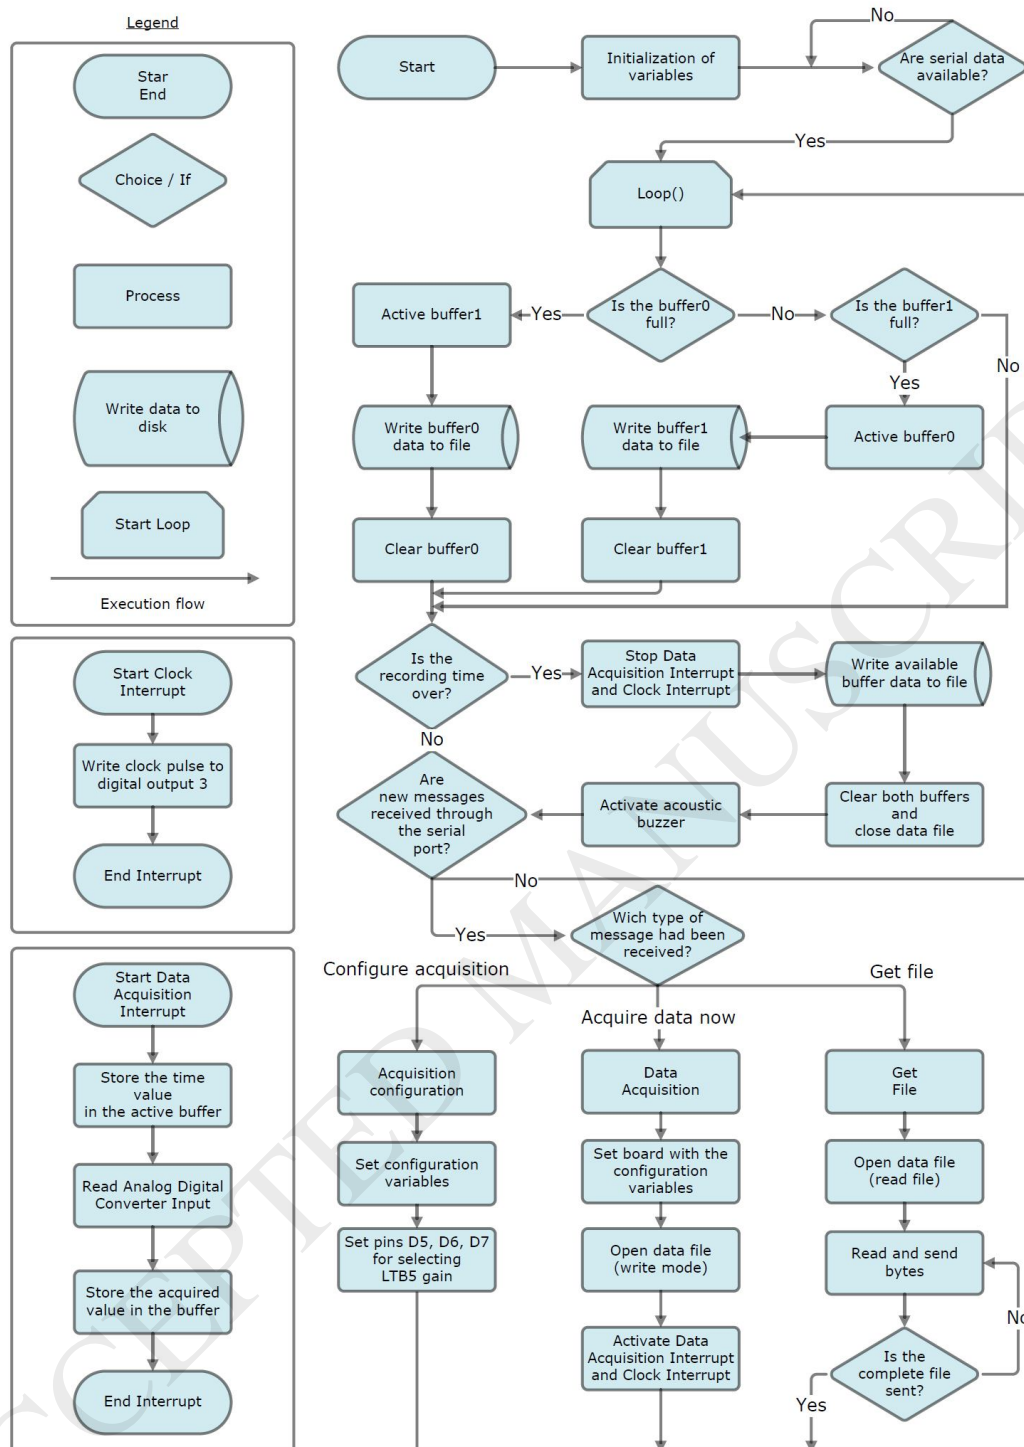 Legend
Star
End
Choice / If
Process
Write data to
disk
Start Loop
Execution flow
Start Clock
Interrupt
Write clock pulse to
digital output 3
End Interrupt
Start Data
Acquisition
Interrupt
Store the time
value
in the active buffer
Read Analog Digital
Converter Input
Store the acquired
value in the buffer
End Interrupt
Start
Initialization of
variables
No
Are serial data
available?
Yes
Loop()
Is the buffer0
full?
Yes
Active buffer1
No
Is the buffer1
full?
No
Yes
Write buffer0
data to file
Write buffer1
data to file
Active buffer0
Clear buffer0
Clear buffer1
Is the
recording time
over?
Yes
Stop Data
Acquisition Interrupt
and Clock Interrupt
Write available
buffer data to file
No
Are
new messages
received through
the serial
port?
Activate acoustic
buzzer
Clear both buffers
and
close data file
No
Yes
Wich type of
message had been
received?
Configure acquisition
Acquire data now
Get file
Acquisition
configuration
Set configuration
variables
Set pins D5, D6, D7
for selecting
LTB5 gain
Data
Acquisition
Set board with the
configuration
variables
Open data file
(write mode)
Activate Data
Acquisition Interrupt
and Clock Interrupt
Get
File
Open data file
(read file)
Read and send
bytes
No
Is the
complete file
sent?
Yes
CCEPTED MANUSCRIP